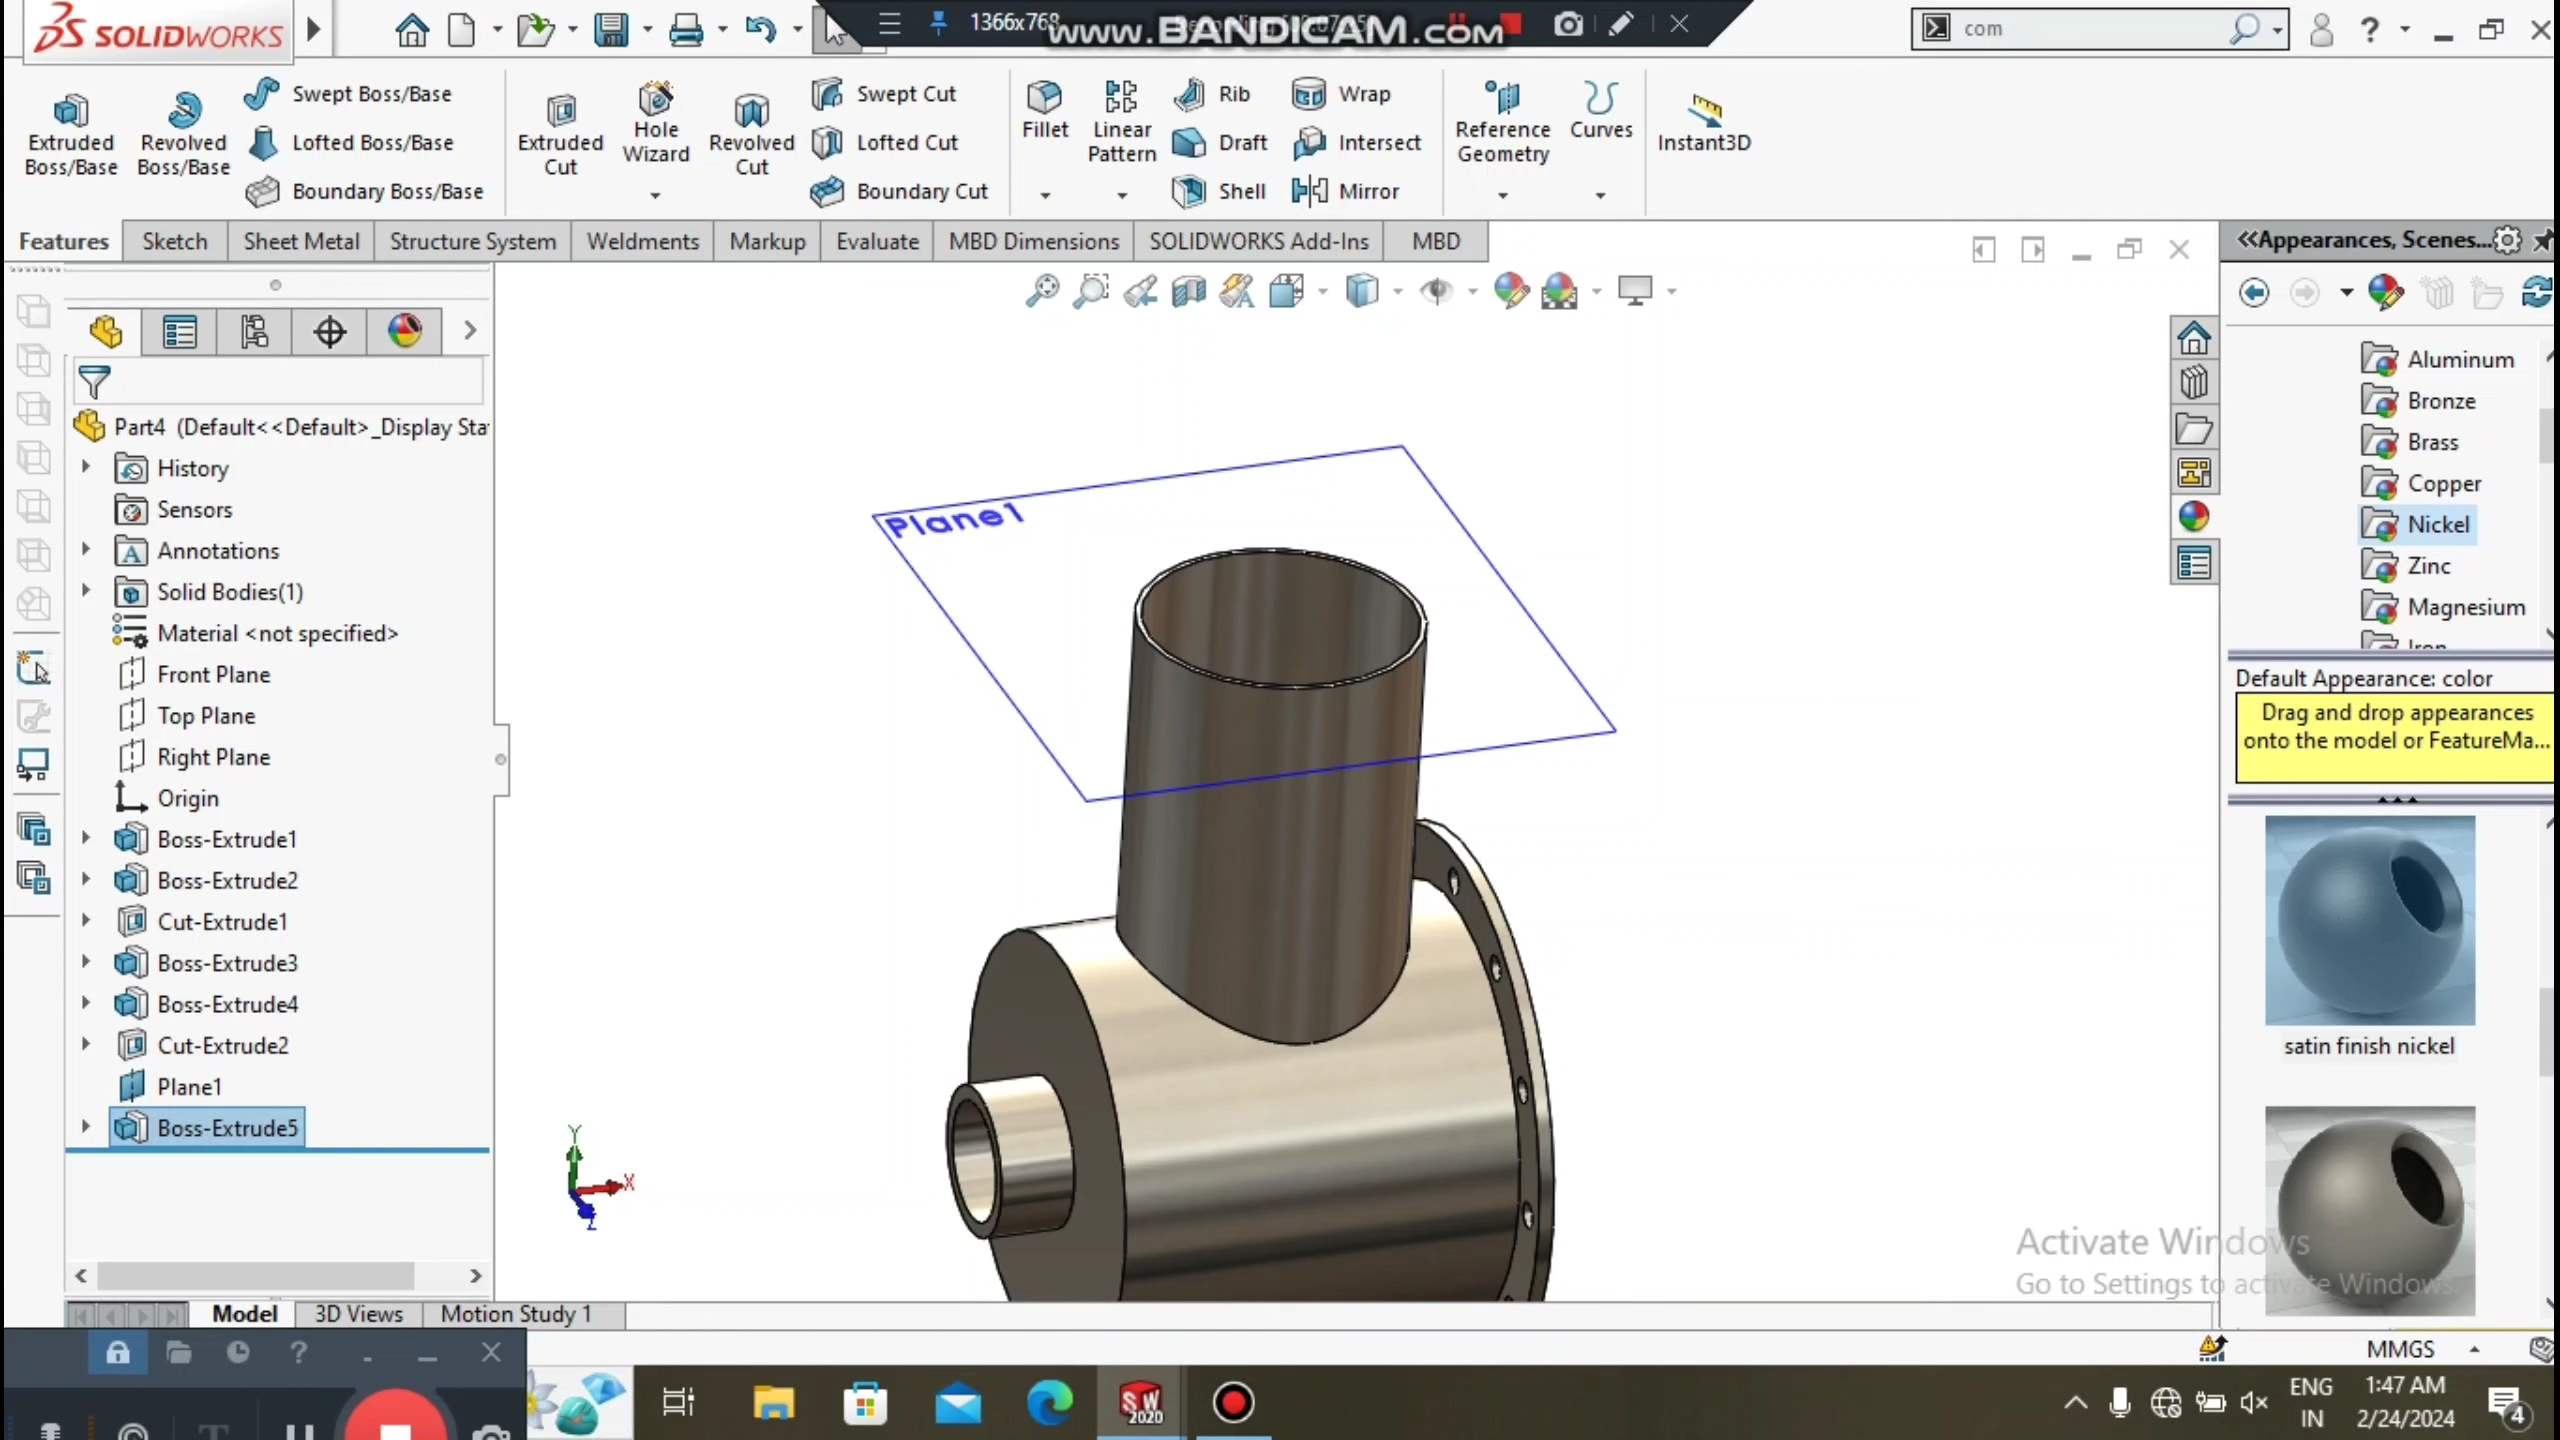 SOLIDWORKS
1366x768
www.BANDICAM.com
com
?
Extruded Boss/Base
Revolved Boss/Base
Swept Boss/Base
Lofted Boss/Base
Boundary Boss/Base
Extruded Cut
Hole Wizard
Revolved Cut
Swept Cut
Lofted Cut
Boundary Cut
Fillet
Linear Pattern
Rib
Draft
Shell
Wrap
Intersect
Mirror
Reference Geometry
Curves
Instant3D
Features
Sketch
Sheet Metal
Structure System
Weldments
Markup
Evaluate
MBD Dimensions
SOLIDWORKS Add-Ins
MBD
Part4 (Default<<Default>_Display Sta
History
Sensors
Annotations
Solid Bodies(1)
Material <not specified>
Front Plane
Top Plane
Right Plane
Origin
Boss-Extrude1
Boss-Extrude2
Cut-Extrude1
Boss-Extrude3
Boss-Extrude4
Cut-Extrude2
Plane1
Boss-Extrude5
Plane1
Y
X
Z
<<Appearances, Scenes...
Aluminum
Bronze
Brass
Copper
Nickel
Zinc
Magnesium
Iron
Default Appearance: color
Drag and drop appearances
onto the model or FeatureMa...
satin finish nickel
Activate Windows
Go to Settings to activate Windows.
Model
3D Views
Motion Study 1
MMGS
?
SW
2020
ENG
IN
1:47 AM
2/24/2024
4